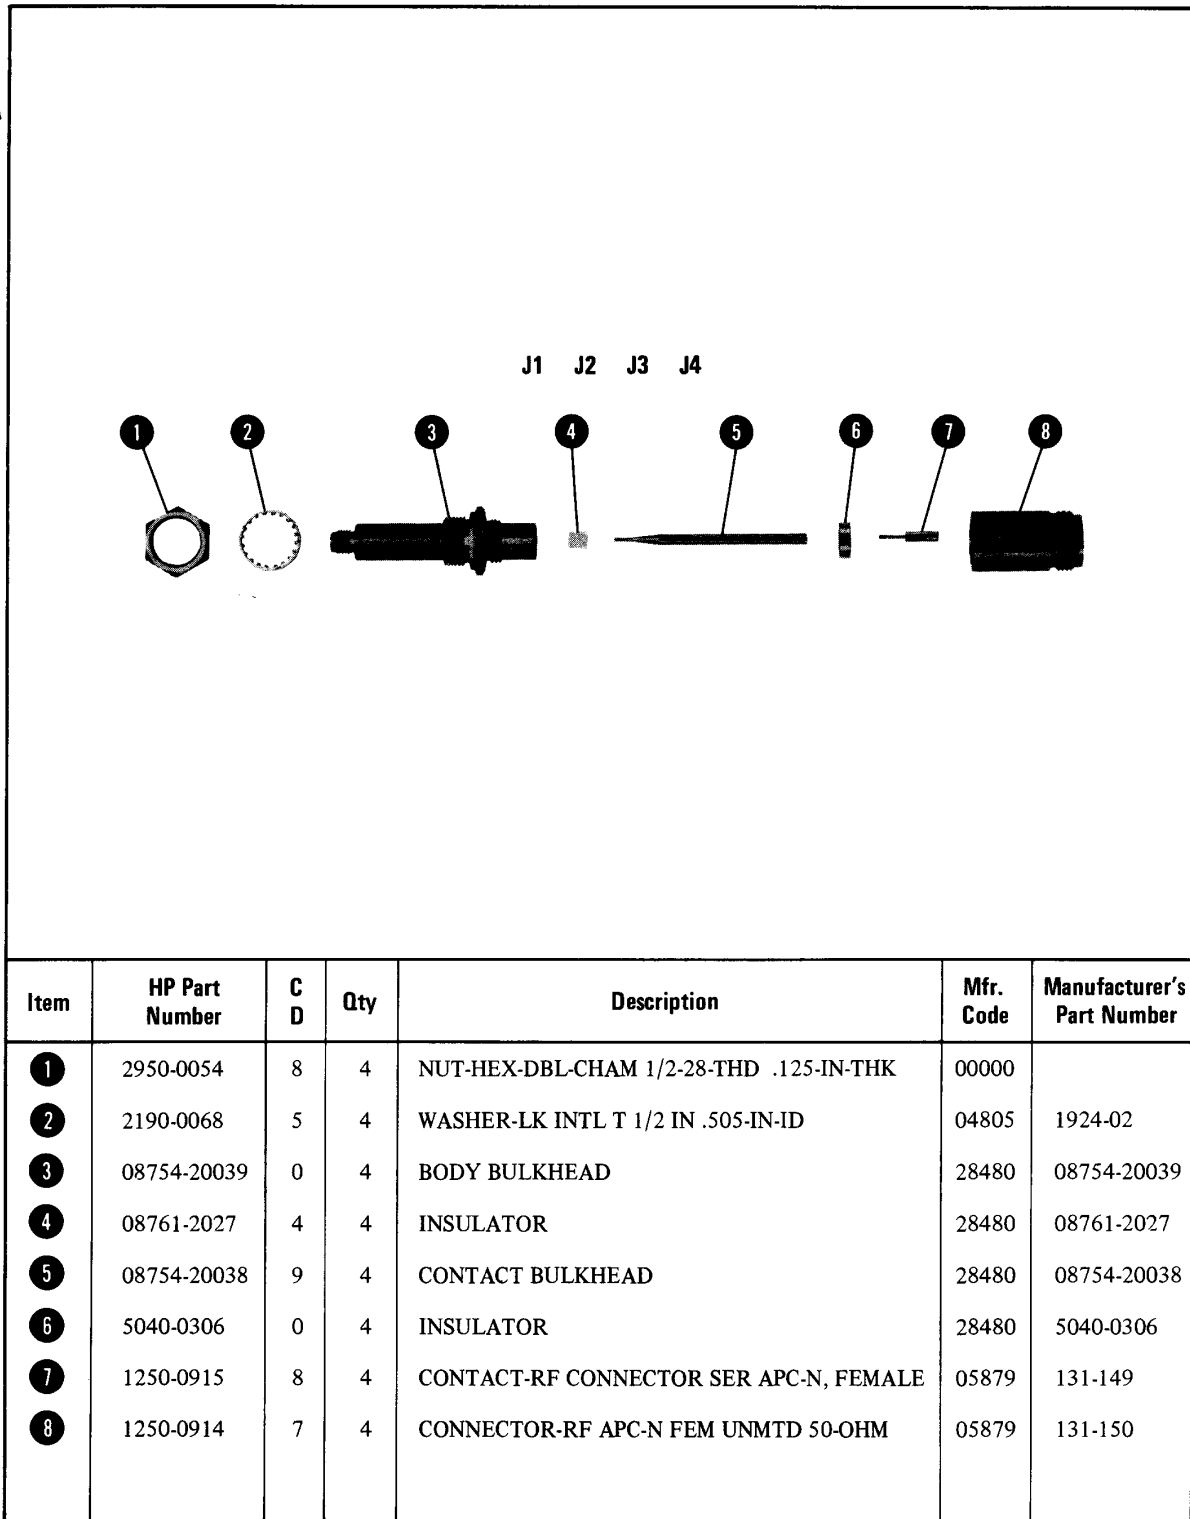 J1 J2 J3 J4
1 2 3 4 5 6 7 8
Item HP Part Number C D Qty Description Mfr. Code Manufacturer's Part Number
1 2950-0054 8 4 NUT-HEX-DBL-CHAM 1/2-28-THD .125-IN-THK 00000
2 2190-0068 5 4 WASHER-LK INTL T 1/2 IN .505-IN-ID 04805 1924-02
3 08754-20039 0 4 BODY BULKHEAD 28480 08754-20039
4 08761-2027 4 4 INSULATOR 28480 08761-2027
5 08754-20038 9 4 CONTACT BULKHEAD 28480 08754-20038
6 5040-0306 0 4 INSULATOR 28480 5040-0306
7 1250-0915 8 4 CONTACT-RF CONNECTOR SER APC-N, FEMALE 05879 131-149
8 1250-0914 7 4 CONNECTOR-RF APC-N FEM UNMTD 50-OHM 05879 131-150